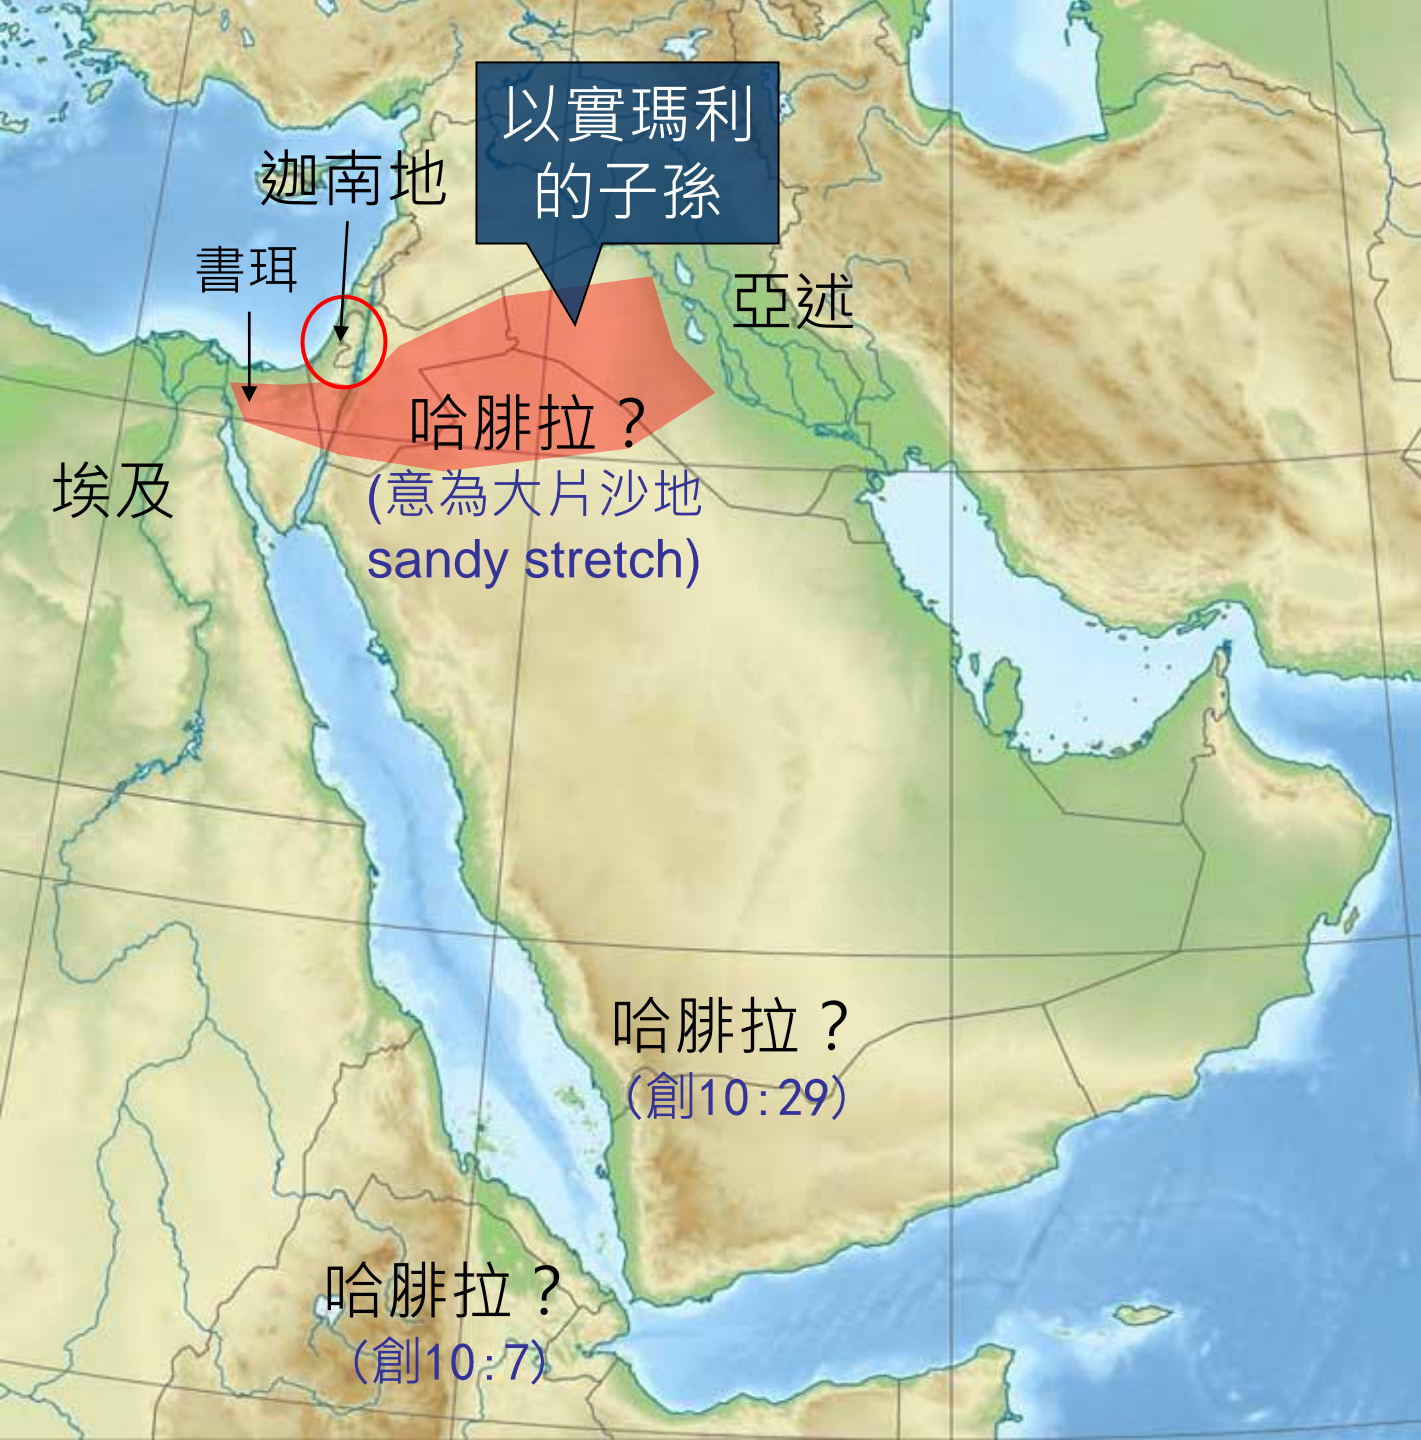 以實瑪利
的子孫
迦南地
書珥
亞述
哈腓拉？
(意為大片沙地
sandy stretch)
埃及
哈腓拉？
（創10:29）
哈腓拉？
（創10:7）